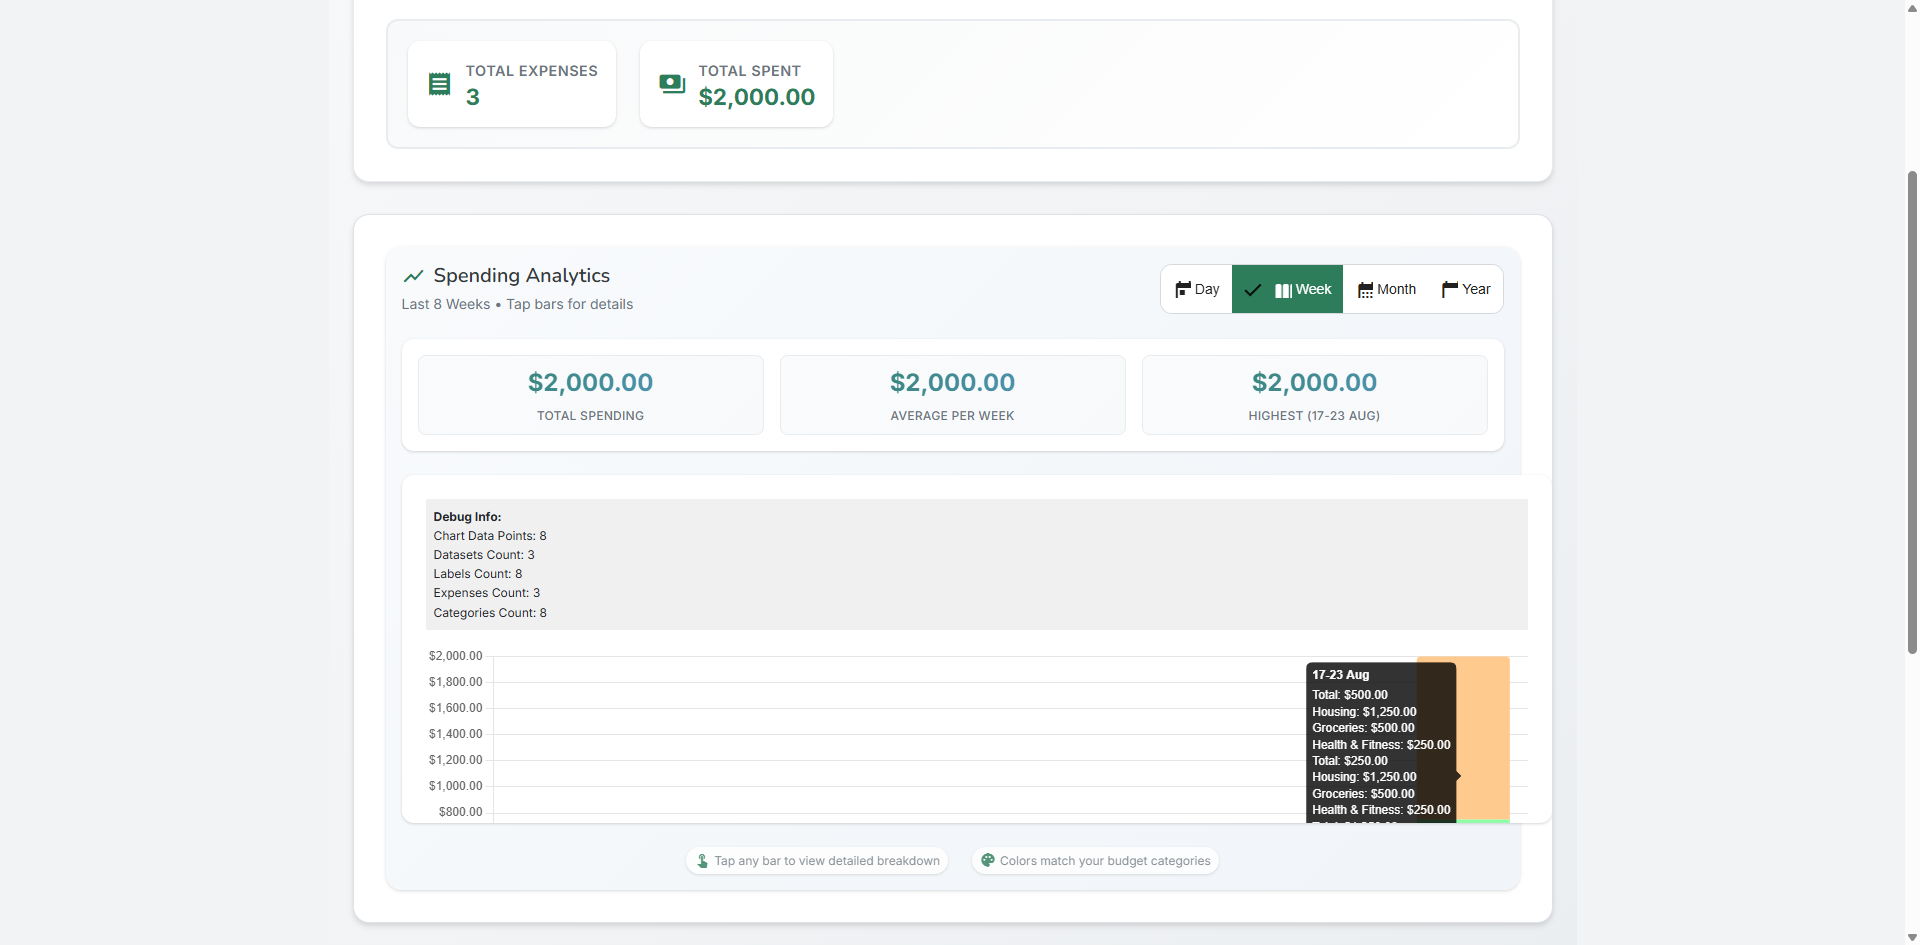 TOTAL EXPENSES
3
TOTAL SPENT
$2,000.00
Spending Analytics
Last 8 Weeks • Tap bars for details
Day
Week
Month
Year
$2,000.00
TOTAL SPENDING
$2,000.00
AVERAGE PER WEEK
$2,000.00
HIGHEST (17-23 AUG)
Debug Info:
Chart Data Points: 8
Datasets Count: 3
Labels Count: 8
Expenses Count: 3
Categories Count: 8
$2,000.00
$1,800.00
$1,600.00
$1,400.00
$1,200.00
$1,000.00
$800.00
17-23 Aug
Total: $500.00
Housing: $1,250.00
Groceries: $500.00
Health & Fitness: $250.00
Total: $250.00
Housing: $1,250.00
Groceries: $500.00
Health & Fitness: $250.00
Tap any bar to view detailed breakdown
Colors match your budget categories